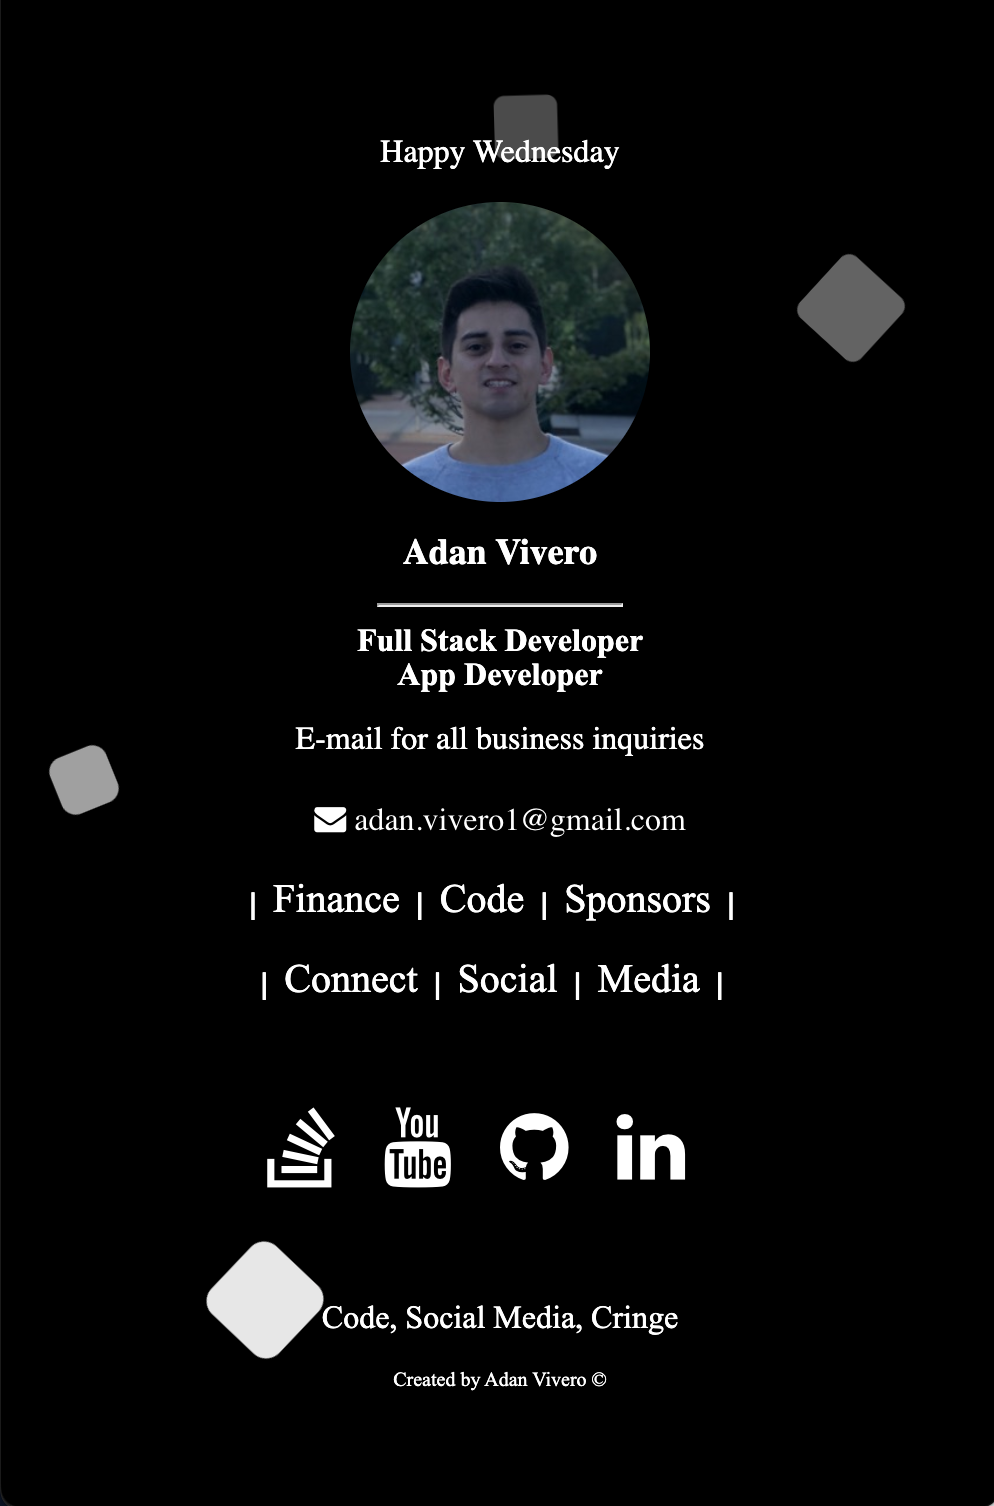 Happy Wednesday
Adan Vivero
Full Stack Developer
App Developer
E-mail for all business inquiries
adan.vivero1@gmail.com
| Finance | Code | Sponsors |
| Connect | Social | Media |
You
Tube
in
Code, Social Media, Cringe
Created by Adan Vivero ©